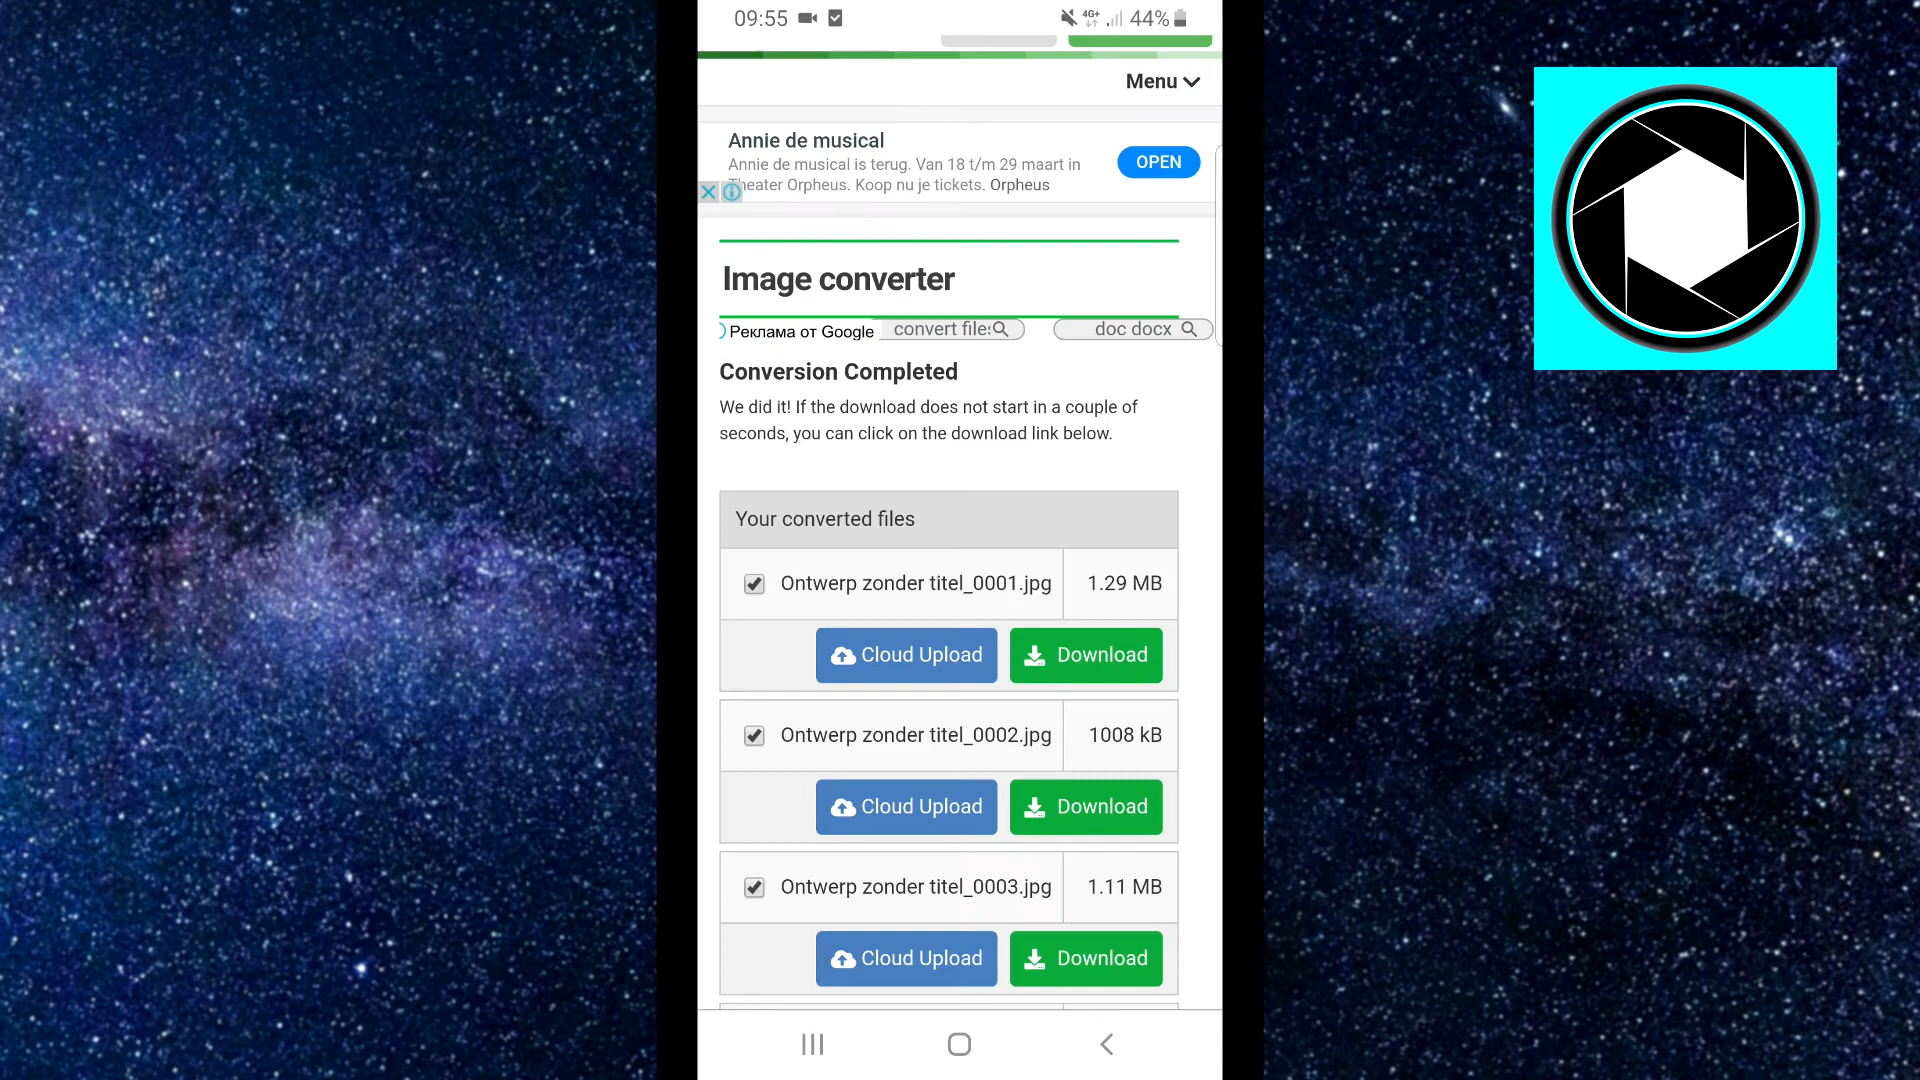 09:55
4G+ 44%
Menu
Annie de musical
Annie de musical is terug. Van 18 t/m 29 maart in
Theater Orpheus. Koop nu je tickets. Orpheus
OPEN
Image converter
Реклама от Google
convert files
doc docx
Conversion Completed
We did it! If the download does not start in a couple of
seconds, you can click on the download link below.
Your converted files
Ontwerp zonder titel_0001.jpg 1.29 MB
Cloud Upload Download
Ontwerp zonder titel_0002.jpg 1008 kB
Cloud Upload Download
Ontwerp zonder titel_0003.jpg 1.11 MB
Cloud Upload Download